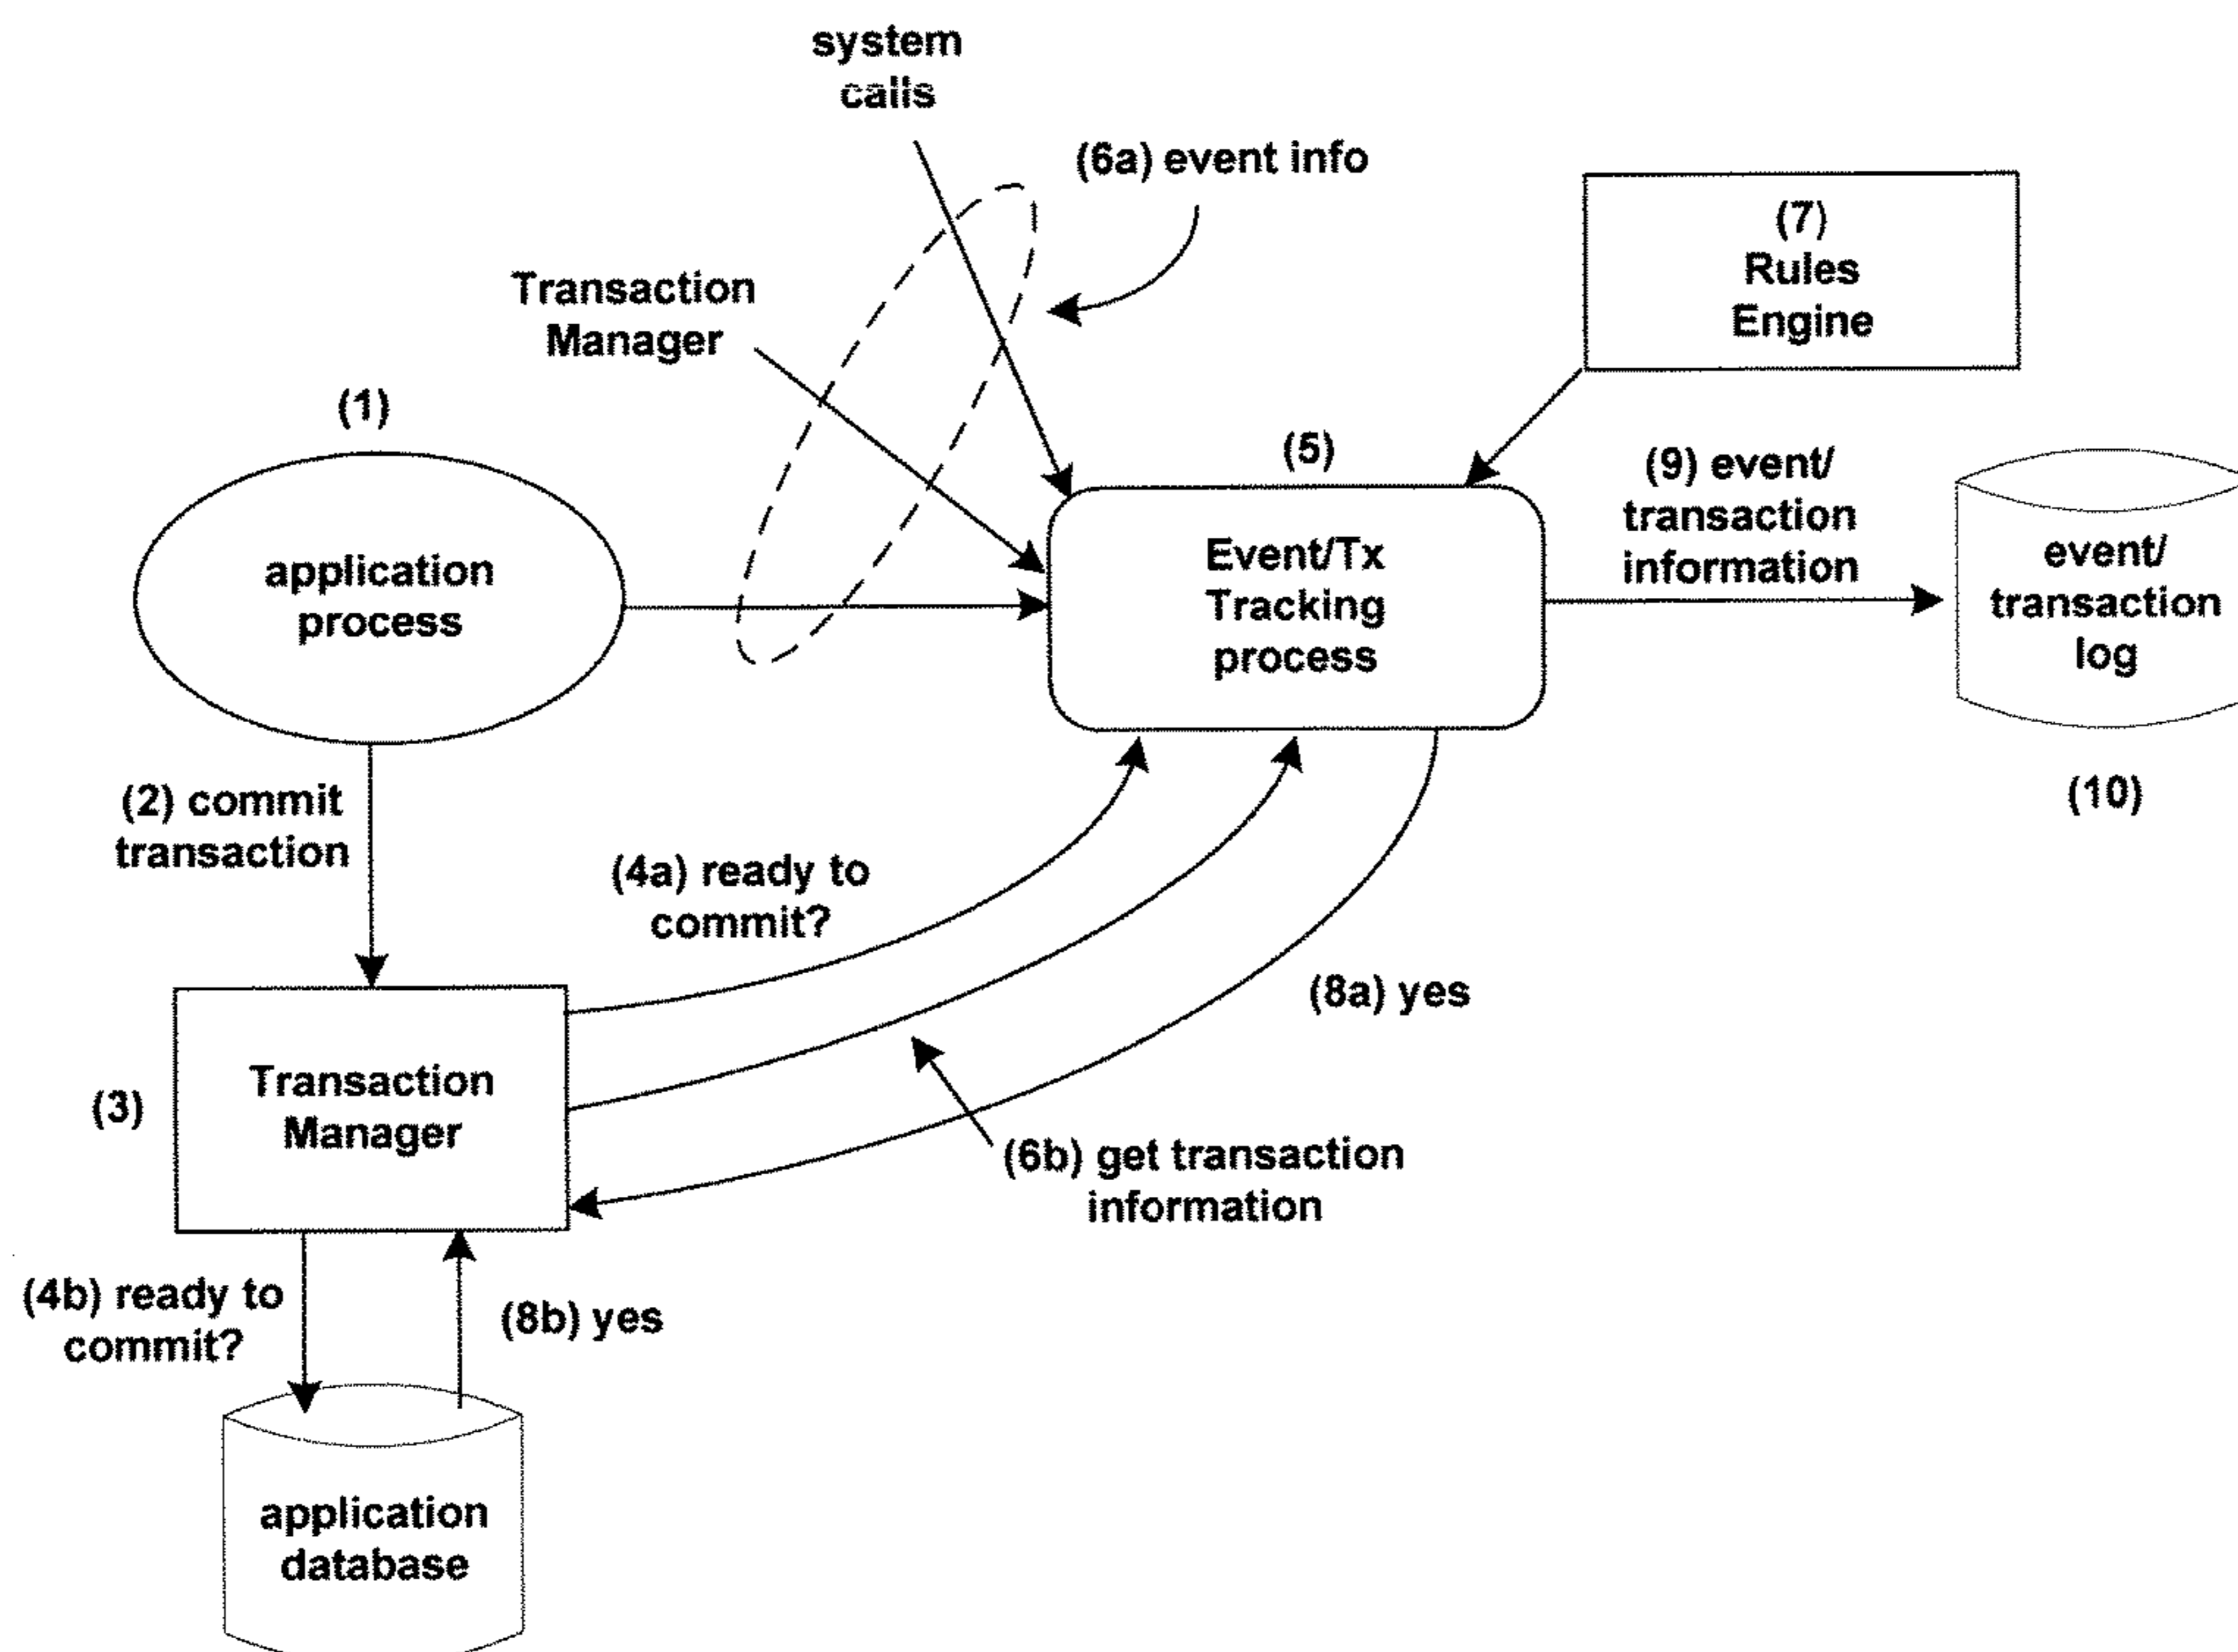 system
calls
(6a) event info
(7)
Rules
Engine
Transaction
Manager
(1)
(5)
(9) event/
transaction
information
application
process
Event/Tx
Tracking
process
event/
transaction
log
(2) commit
transaction
(10)
(4a) ready to
commit?
(8a) yes
(3)
Transaction
Manager
(6b) get transaction
information
(4b) ready to
commit?
(8b) yes
application
database